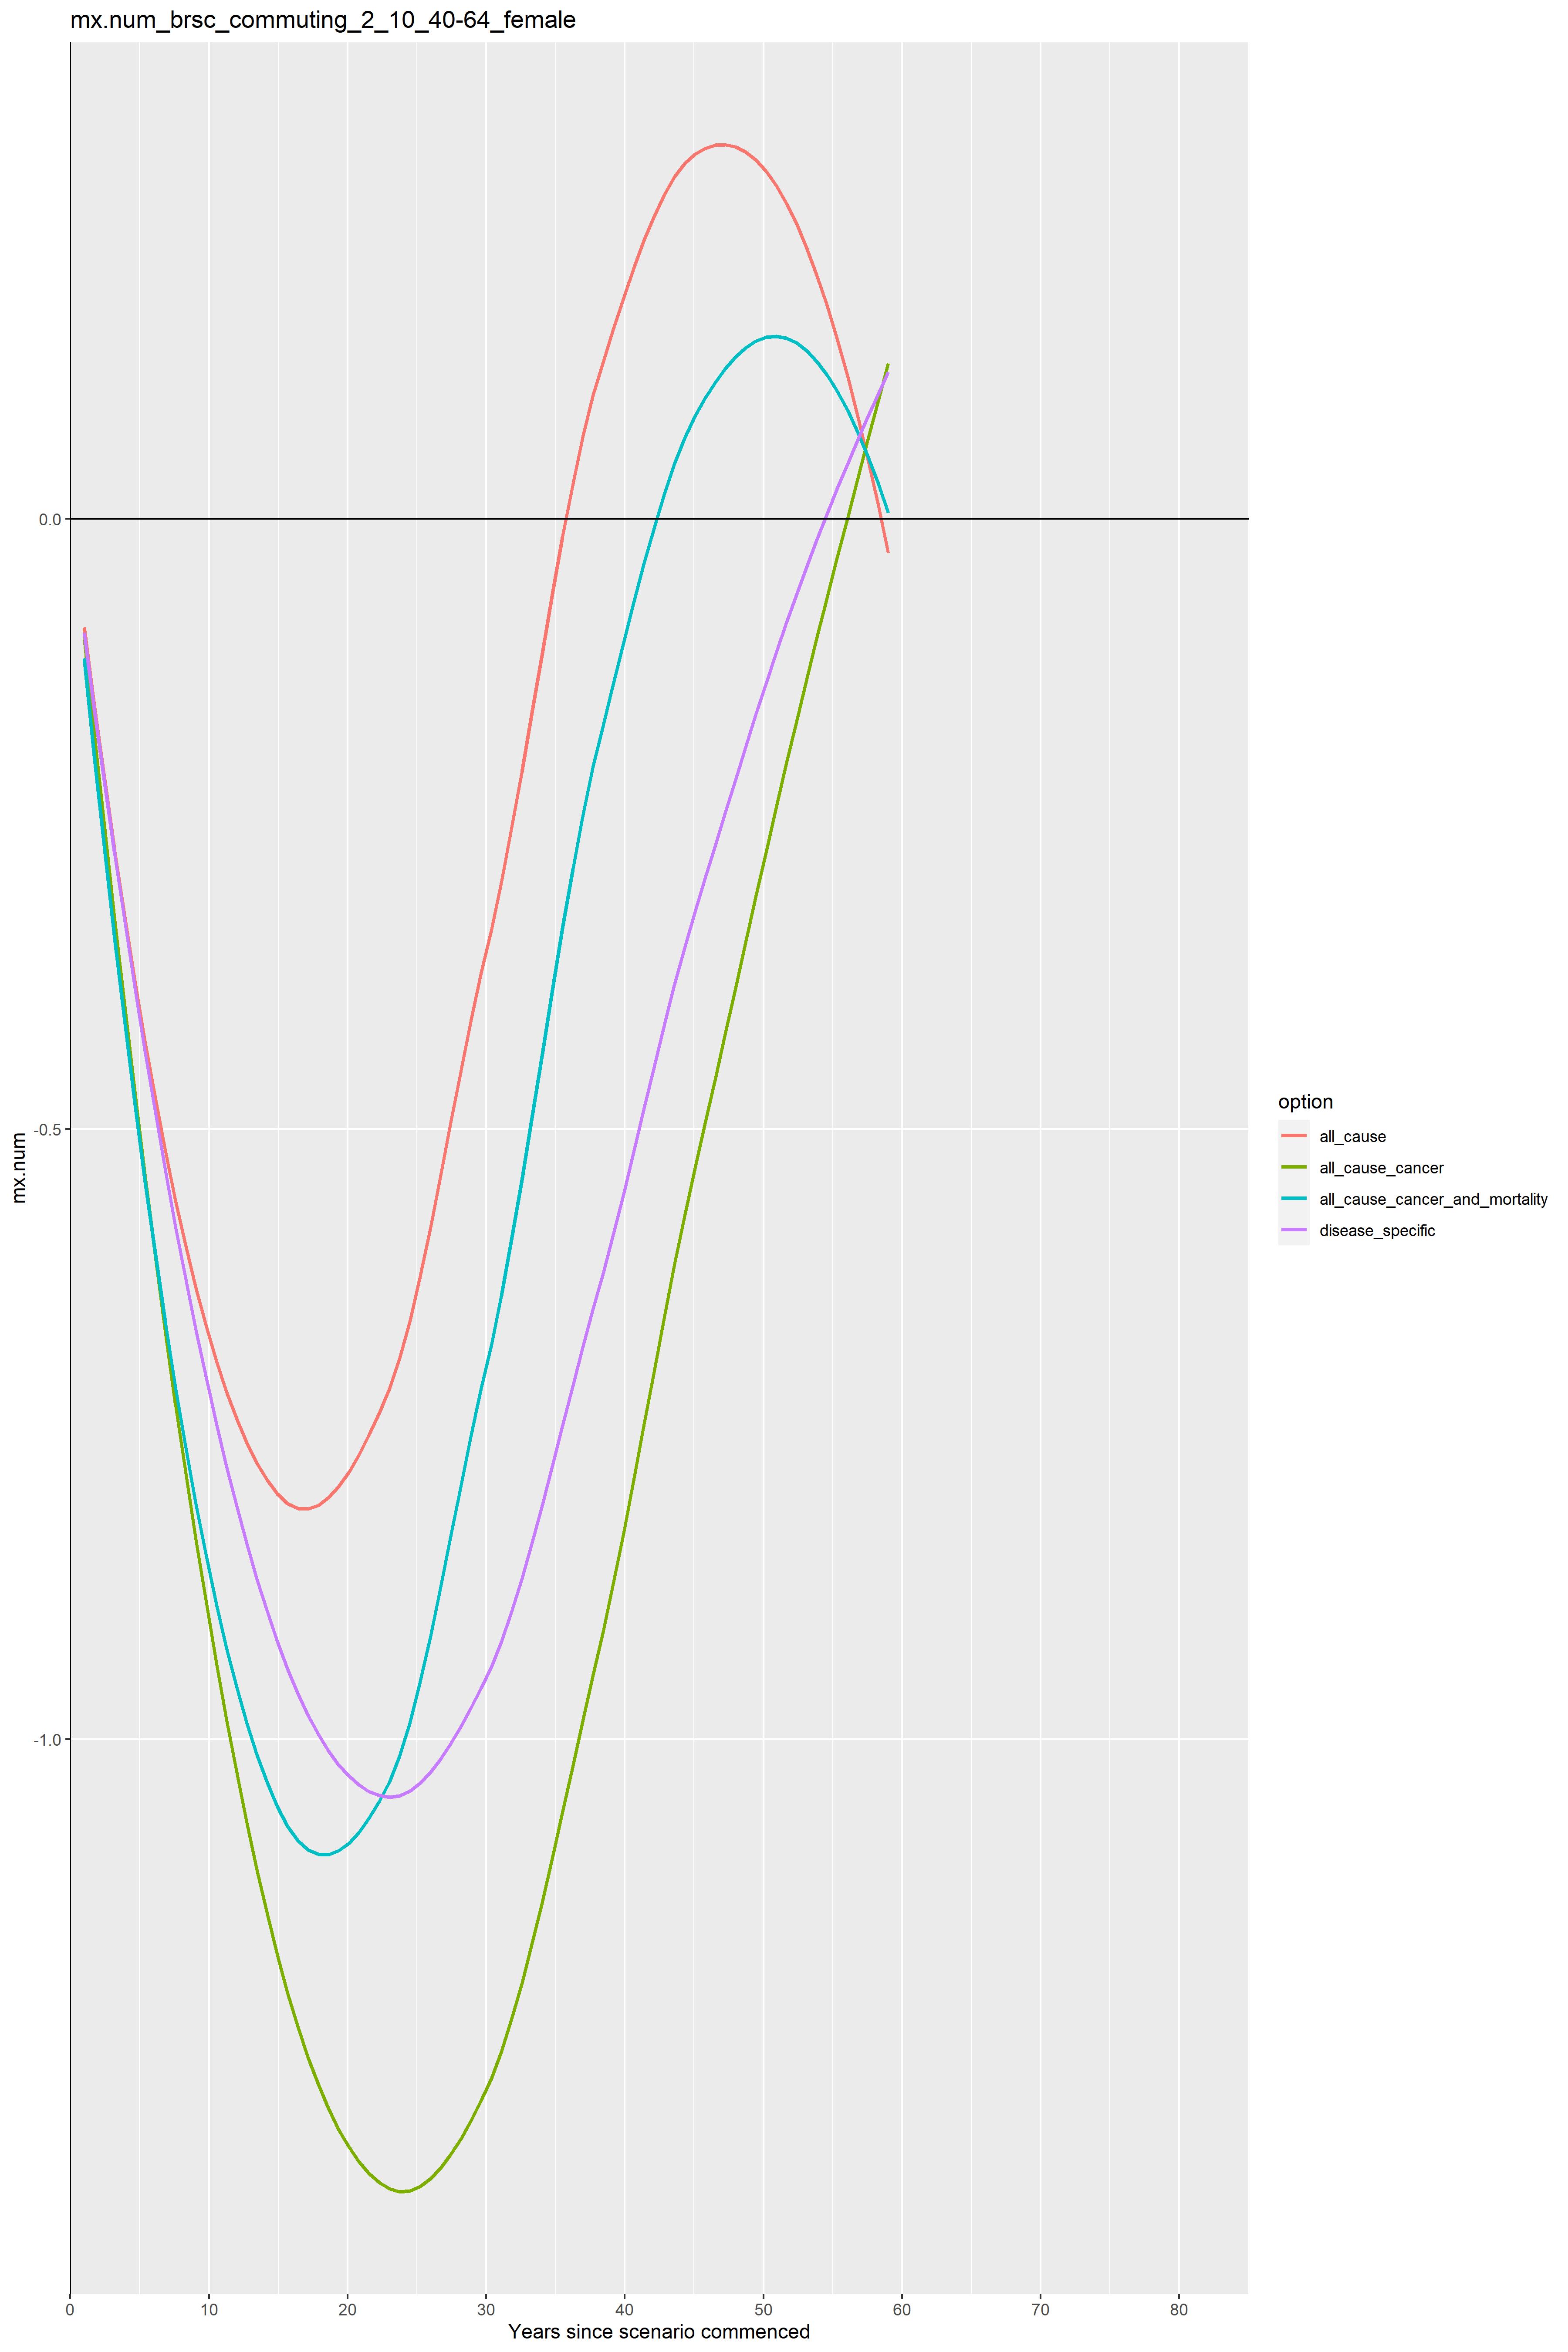 mx.num_brsc_commuting_2_10_40-64_female
mx.num
0.0
-0.5
-1.0
0 10 20 30 40 50 60 70 80
Years since scenario commenced
option
all_cause
all_cause_cancer
all_cause_cancer_and_mortality
disease_specific